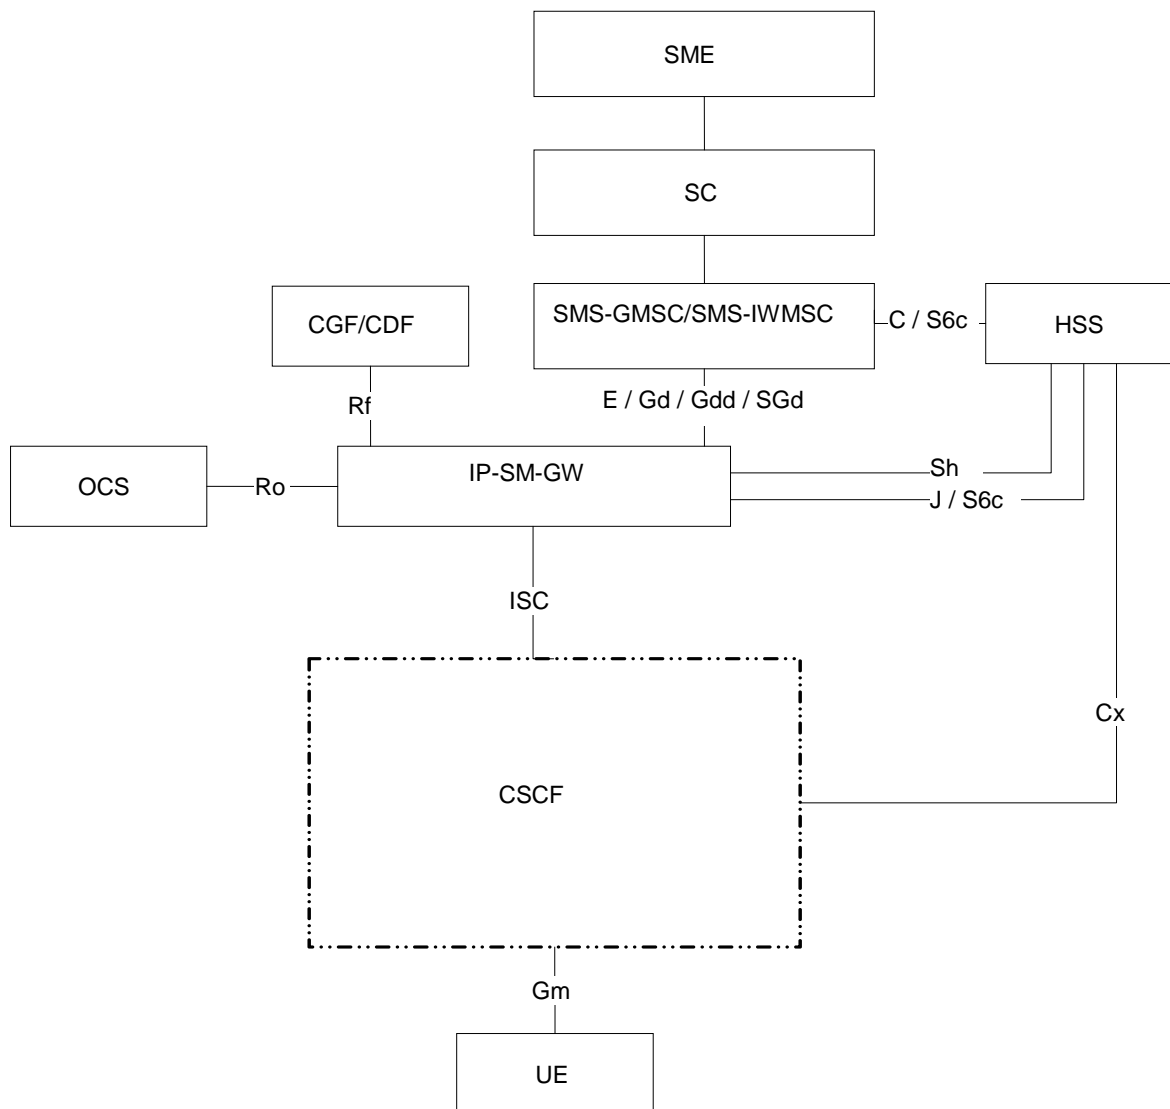 SME
SC
SMS-GMSC/SMS-IWMSC
C / S6c
HSS
CGF/CDF
Rf
E / Gd / Gdd / SGd
OCS
Ro
IP-SM-GW
Sh
J / S6c
ISC
Cx
CSCF
Gm
UE